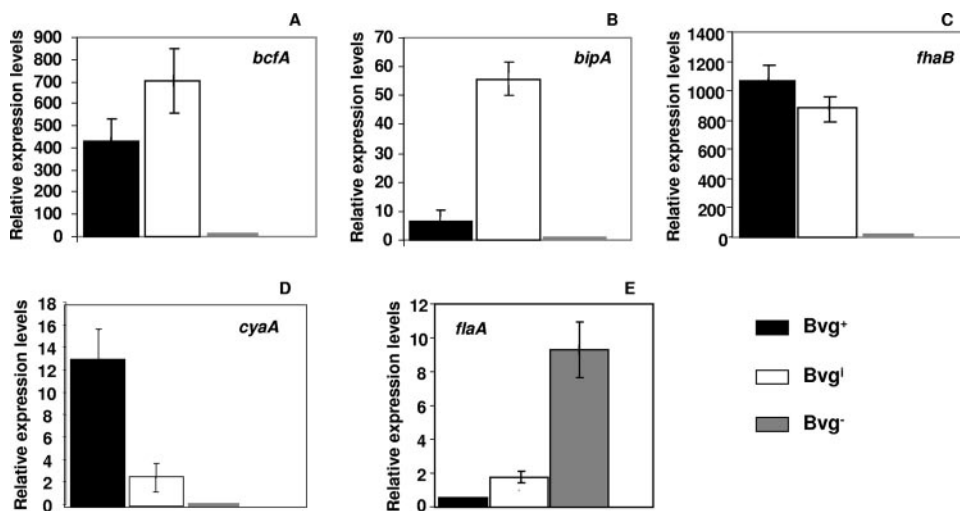 A
Relative expression levels
900
800
700
600
500
400
300
200
100
0
bcfA
B
Relative expression levels
70
60
50
40
30
20
10
0
bipA
C
Relative expression levels
1400
1200
1000
800
600
400
200
0
fhaB
D
Relative expression levels
18
16
14
12
10
8
6
4
2
0
cyaA
E
Relative expression levels
12
10
8
6
4
2
0
flaA
Bvg⁺
Bvgⁱ
Bvg⁻